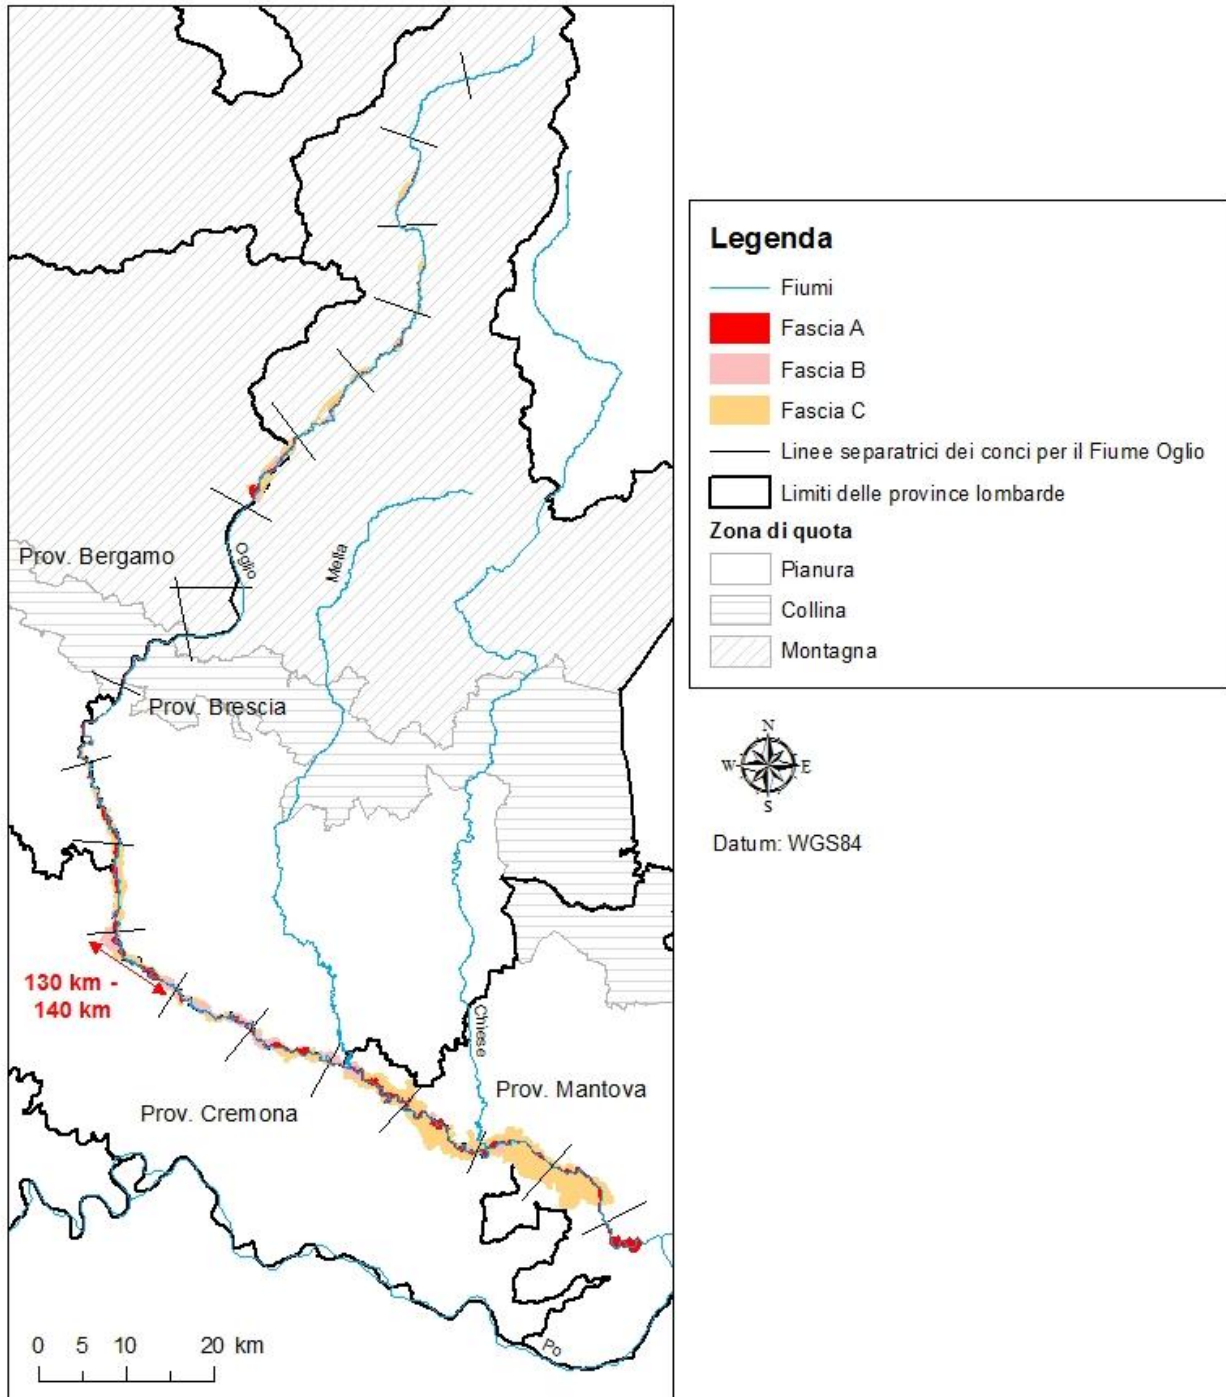 Prov. Bergamo
Oglio
Mella
Prov. Brescia
130 km -
140 km
Chiese
Prov. Mantova
Prov. Cremona
Po
0 5 10 20 km
Legenda
Fiumi
Fascia A
Fascia B
Fascia C
Linee separatrici dei conci per il Fiume Oglio
Limiti delle province lombarde
Zona di quota
Pianura
Collina
Montagna
N
W E
S
Datum: WGS84